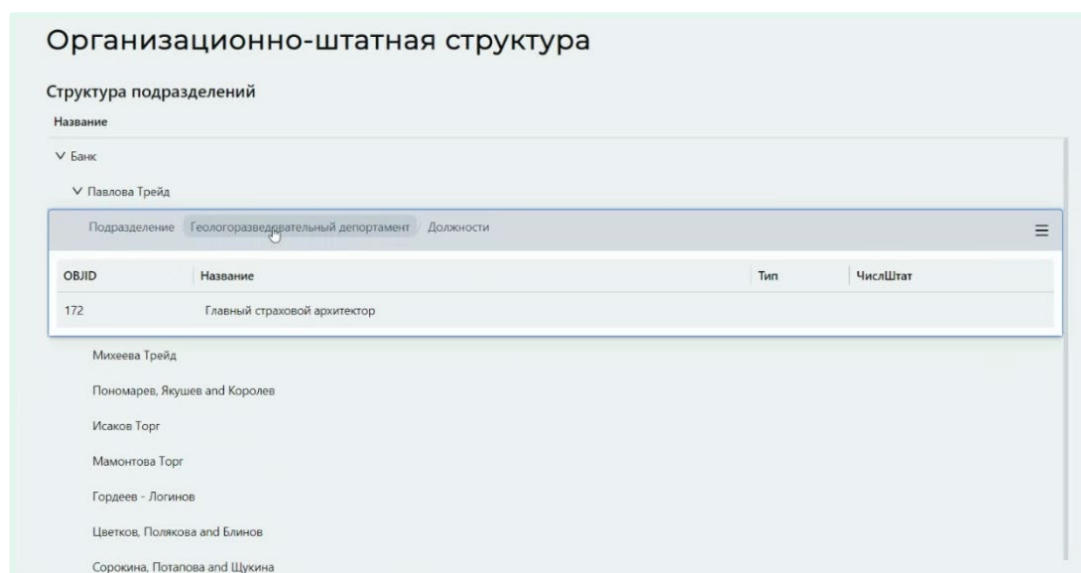 Организационно-штатная структура
Структура подразделений
Название
Банк
Павлова Трейд
Подразделение Геологоразведовательный депортамент / Должности
OBJID Название Тип ЧислШтат
172 Главный страховой архитектор
Михеева Трейд
Пономарев, Якушев and Королев
Исаков Торг
Мамонтова Торг
Гордеев - Логинов
Цветков, Полякова and Блинов
Сорокина, Потапова and Щукина